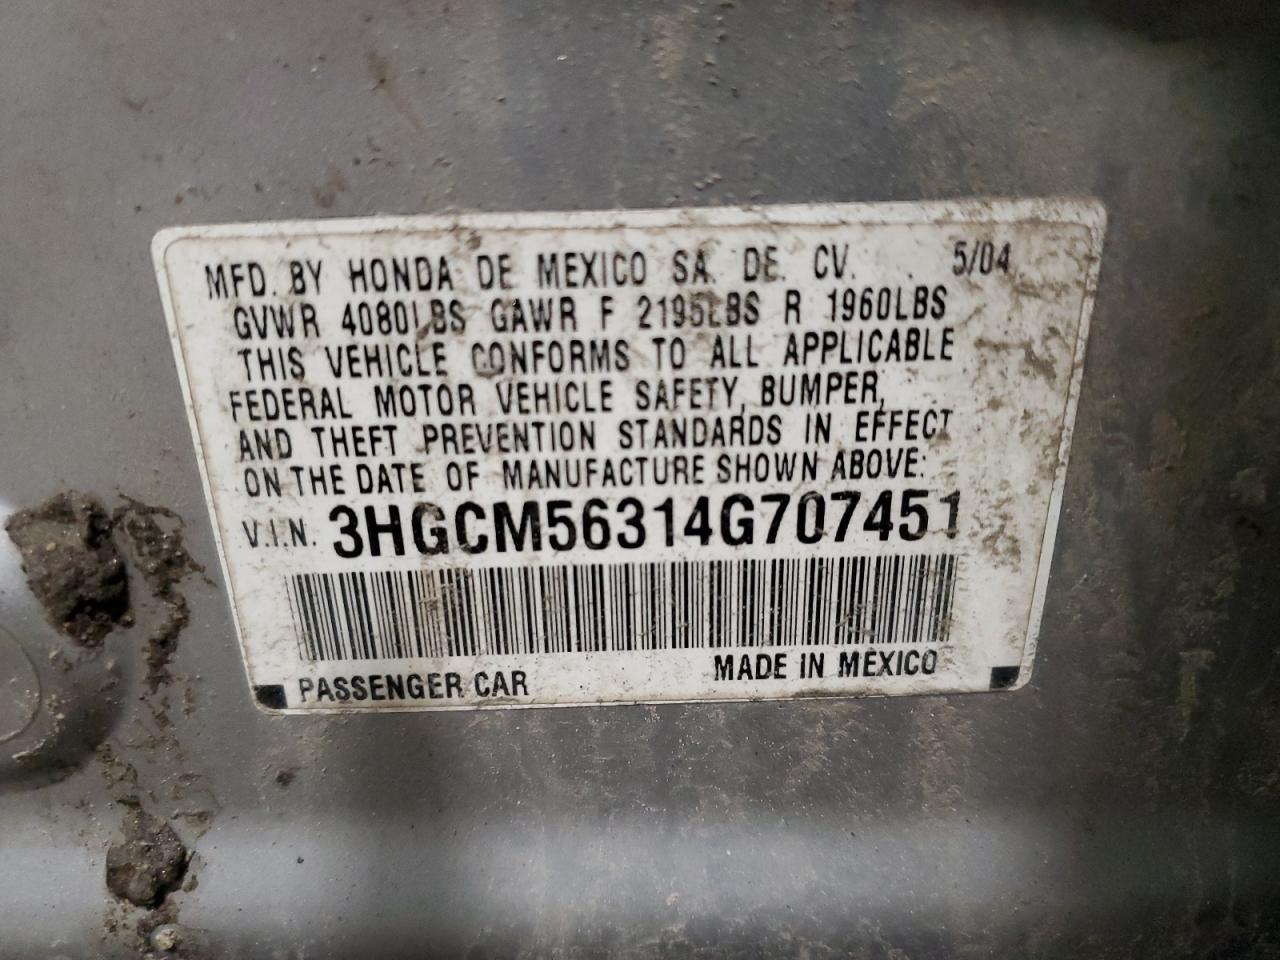 MFD. BY HONDA DE MEXICO SA. DE. CV. 5/04
GVWR 4080LBS GAWR F 2195LBS R 1960LBS
THIS VEHICLE CONFORMS TO ALL APPLICABLE
FEDERAL MOTOR VEHICLE SAFETY, BUMPER,
AND THEFT PREVENTION STANDARDS IN EFFECT
ON THE DATE OF MANUFACTURE SHOWN ABOVE:
V.I.N. 3HGCM56314G707451
PASSENGER CAR MADE IN MEXICO